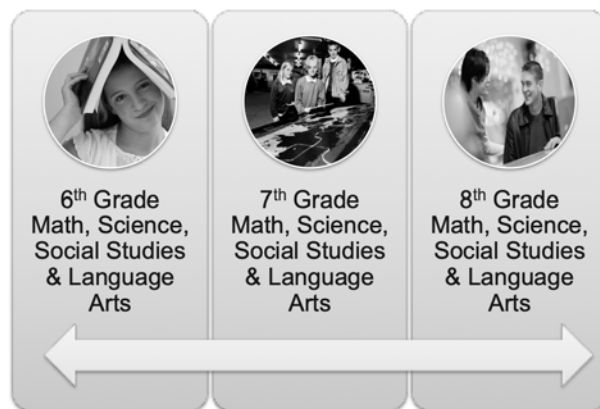 6th Grade
Math, Science,
Social Studies
& Language
Arts
7th Grade
Math, Science,
Social Studies
& Language
Arts
8th Grade
Math, Science,
Social Studies
& Language
Arts